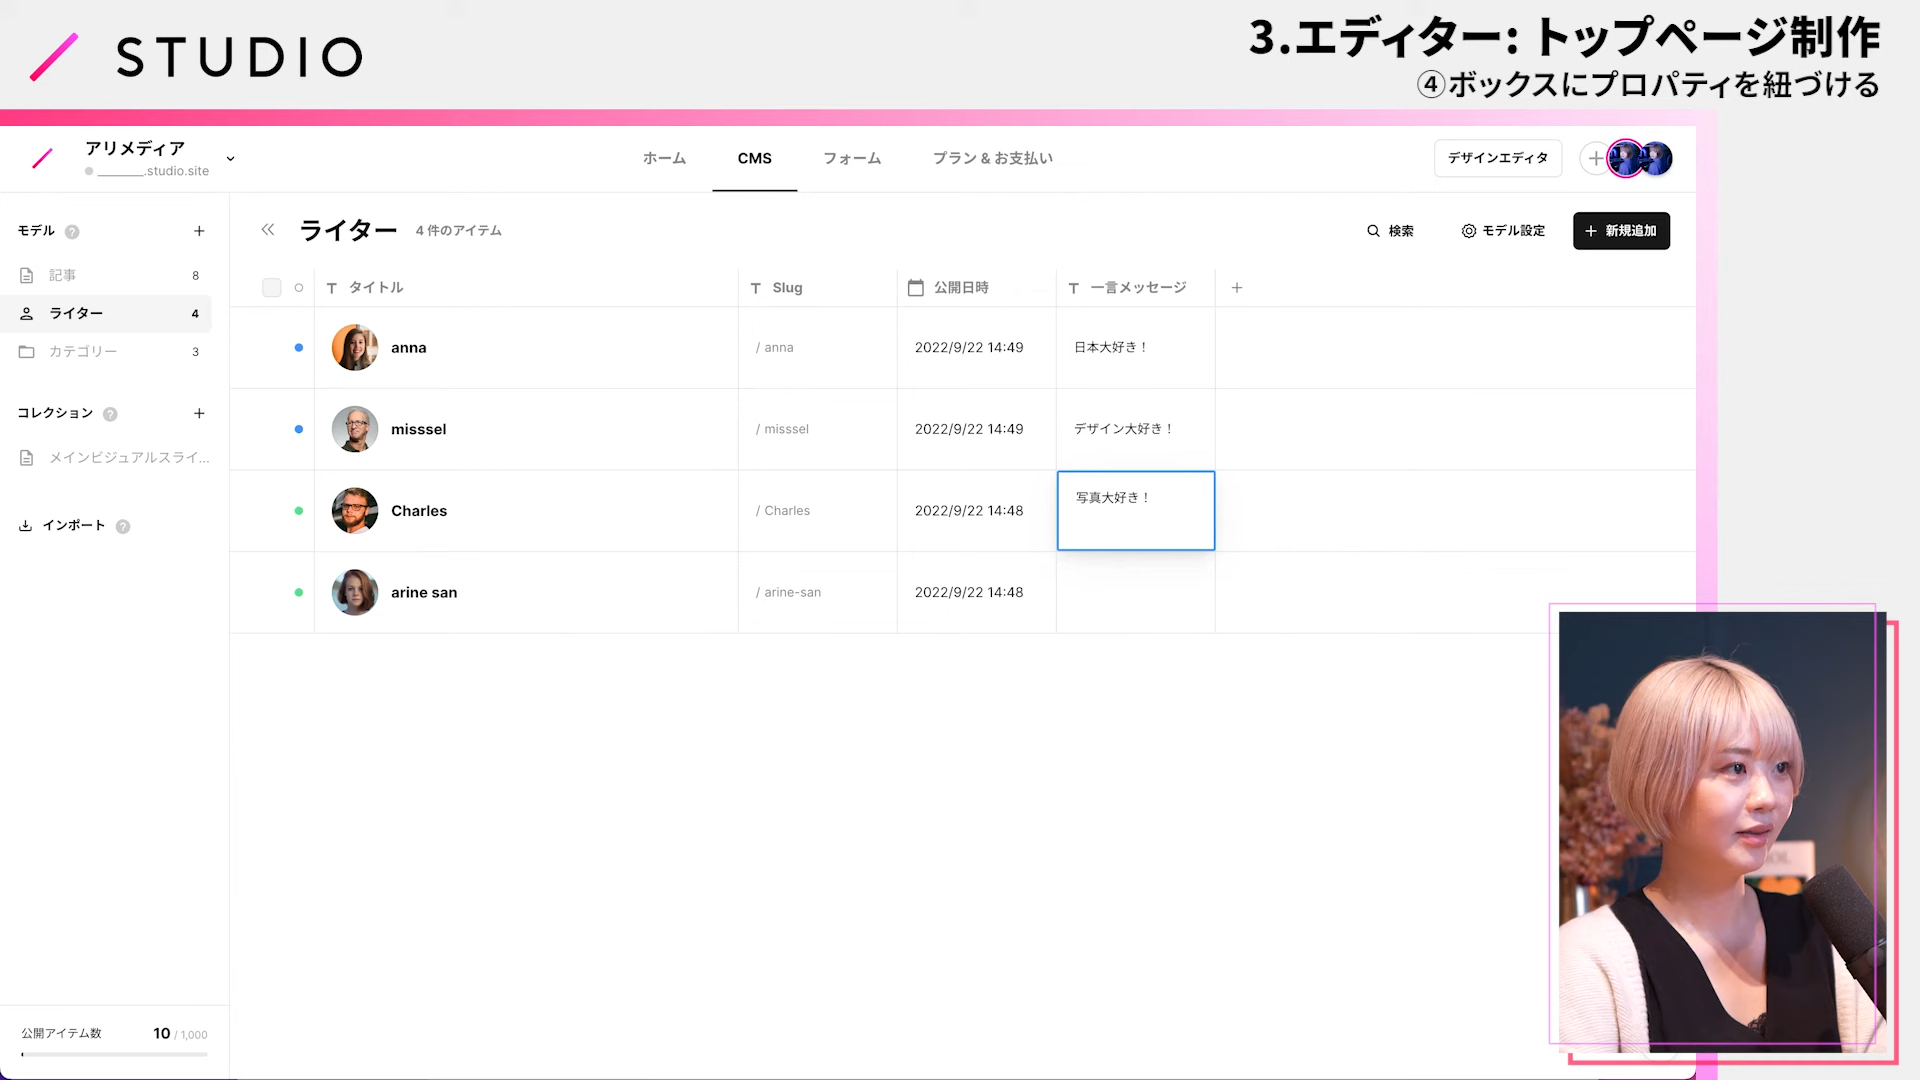 STUDIO
3.エディター: トップページ制作
④ボックスにプロパティを紐づける
アリメディア
_______.studio.site
ホーム
CMS
フォーム
プラン & お支払い
デザインエディタ
モデル ?
記事 8
ライター 4
カテゴリー 3
コレクション ?
メインビジュアルスライ...
インポート ?
公開アイテム数 10 / 1,000
ライター 4 件のアイテム
検索
モデル設定
新規追加
T タイトル
T Slug
公開日時
T 一言メッセージ
anna / anna 2022/9/22 14:49 日本大好き！
misssel / misssel 2022/9/22 14:49 デザイン大好き！
Charles / Charles 2022/9/22 14:48 写真大好き！
arine san / arine-san 2022/9/22 14:48